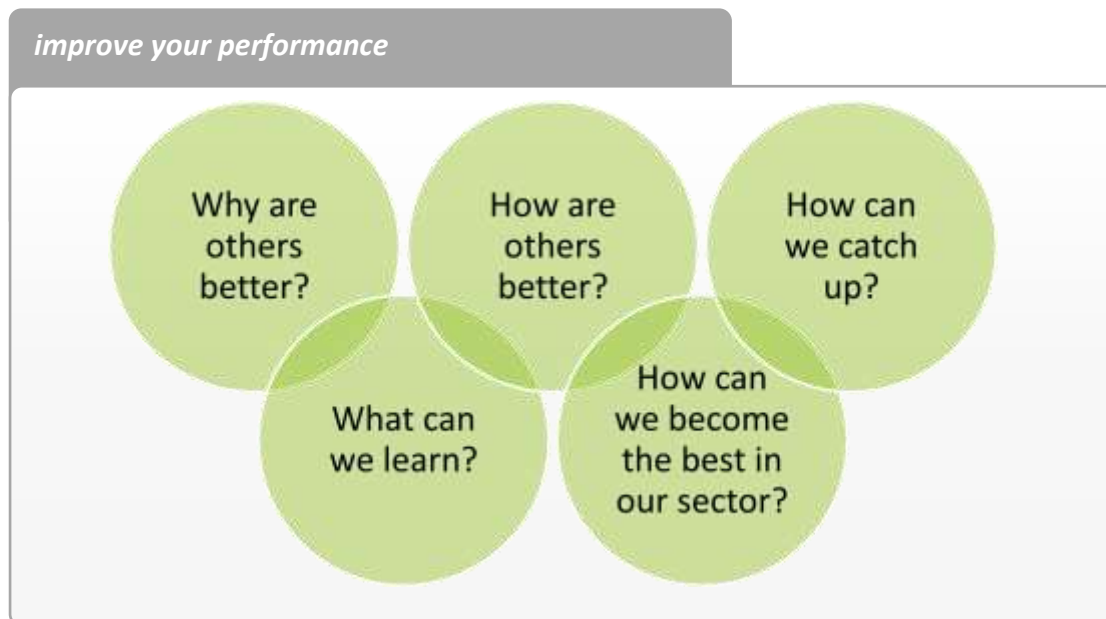 improve your performance
Why are
others
better?
How are
others
better?
How can
we catch
up?
What can
we learn?
How can
we become
the best in
our sector?